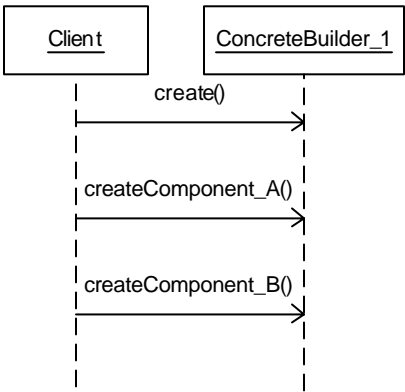 Client
ConcreteBuilder_1
create()
createComponent_A()
createComponent_B()